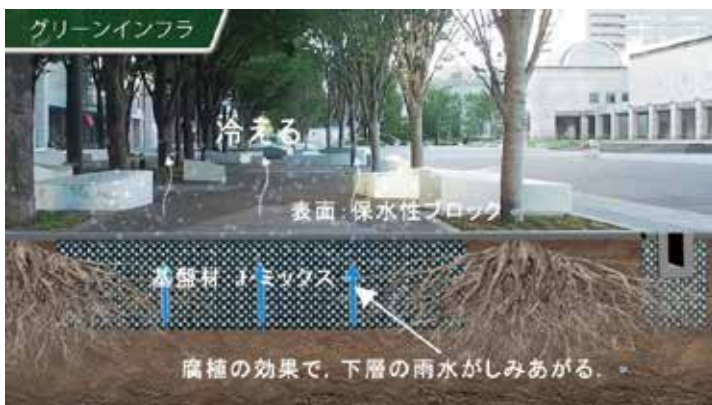 グリーンインフラ
冷える
表面：保水性ブロック
基盤材 J・ミックス
腐植の効果で，下層の雨水がしみあがる．